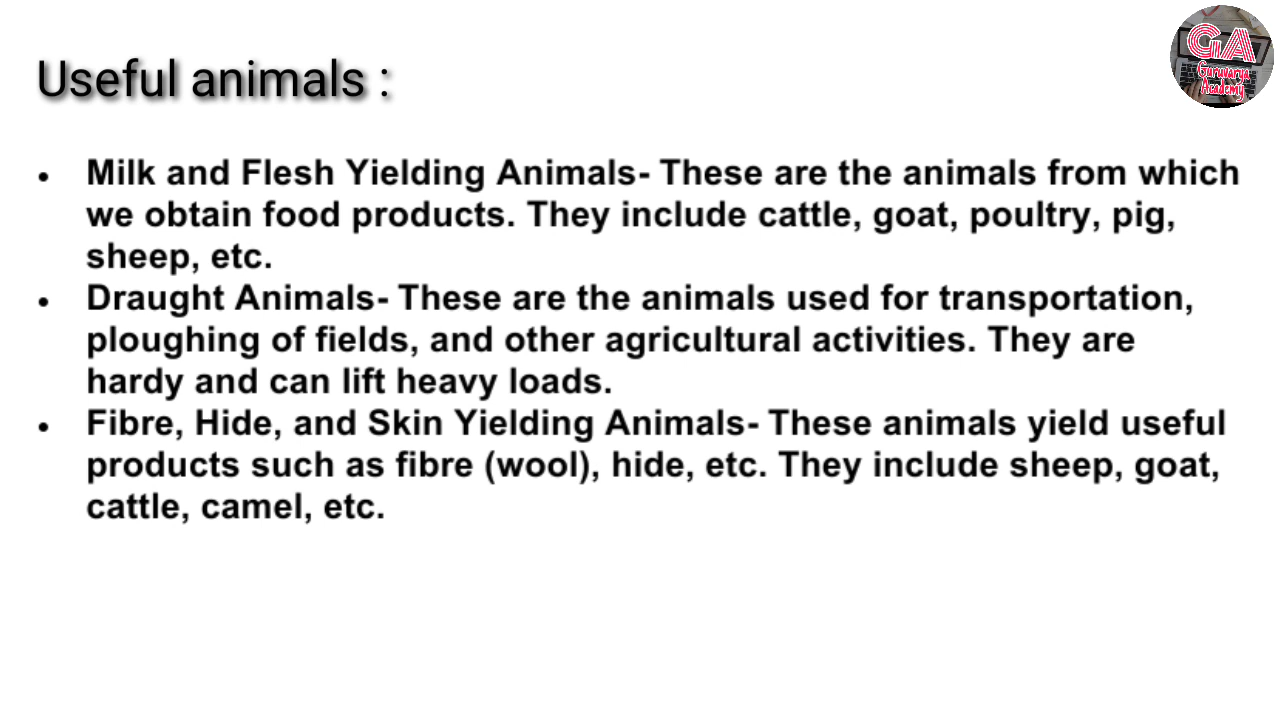 GA
Guruvarya
Academy
Useful animals :
• Milk and Flesh Yielding Animals- These are the animals from which
we obtain food products. They include cattle, goat, poultry, pig,
sheep, etc.
• Draught Animals- These are the animals used for transportation,
ploughing of fields, and other agricultural activities. They are
hardy and can lift heavy loads.
• Fibre, Hide, and Skin Yielding Animals- These animals yield useful
products such as fibre (wool), hide, etc. They include sheep, goat,
cattle, camel, etc.